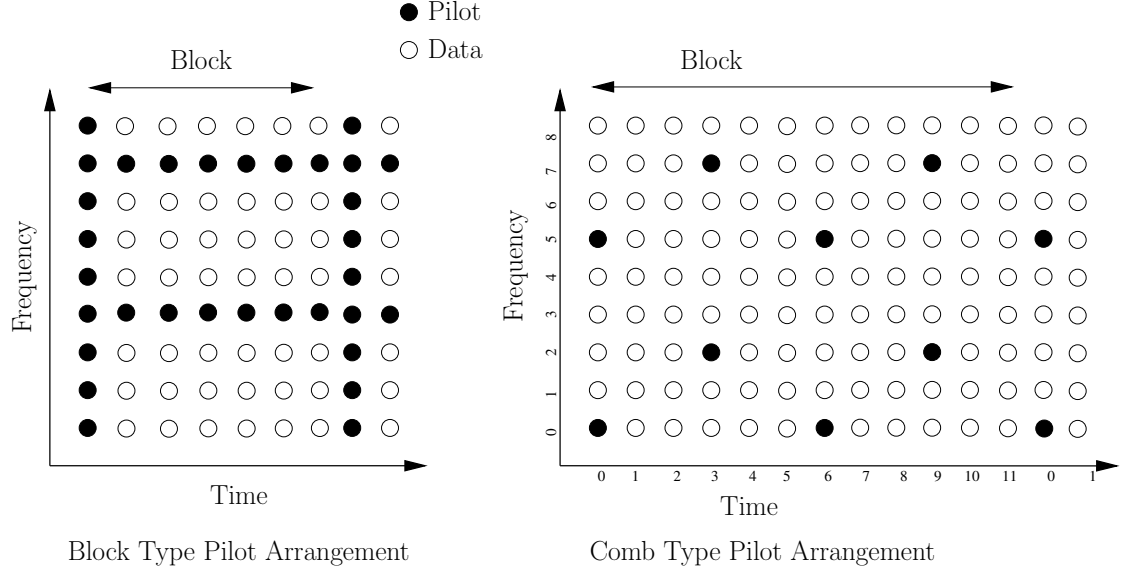 Pilot
Data
Block
Block
Frequency
Frequency
8
7
6
5
4
3
2
1
0
0 1 2 3 4 5 6 7 8 9 10 11 0 1
Time
Time
Block Type Pilot Arrangement
Comb Type Pilot Arrangement